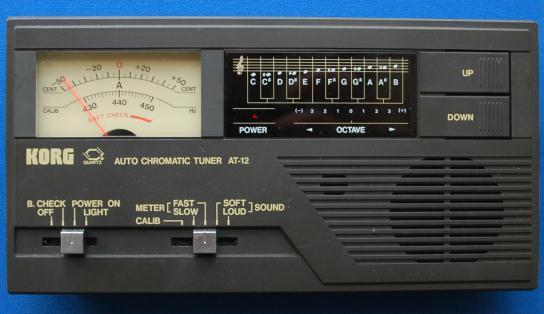 -50 -20 0 +20 +50
CENT A CENT
CALIB 430 440 450 Hz
BATT. CHECK
C C# D D# E F F# G G# A A# B
(-) 3 2 1 0 1 2 3 (+)
POWER ◄ OCTAVE ►
UP
DOWN
KORG QUARTZ AUTO CHROMATIC TUNER AT-12
B. CHECK POWER ON
OFF LIGHT
METER FAST SOFT SOUND
SLOW LOUD
CALIB